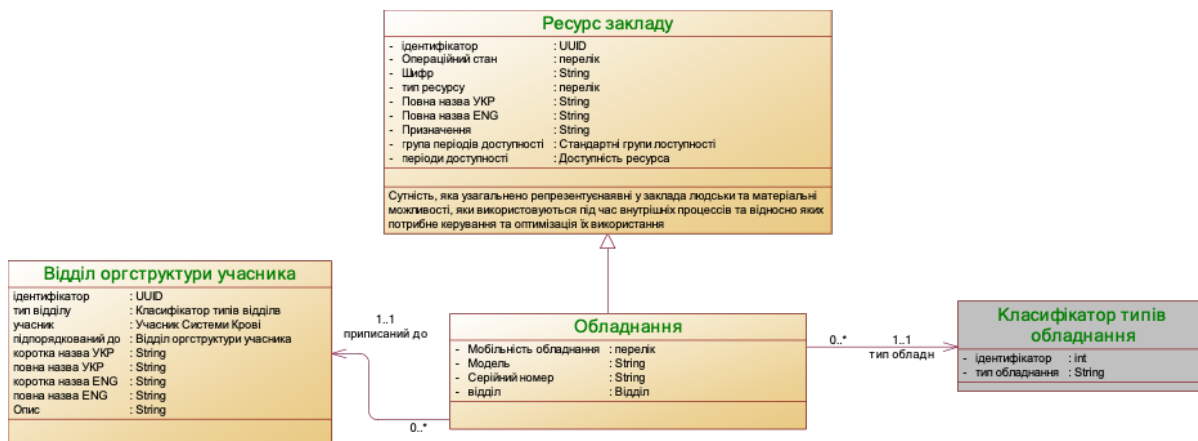 Ресурс закладу
- ідентифікатор : UUID
- Операційний стан : перелік
- Шифр : String
- тип ресурсу : перелік
- Повна назва УКР : String
- Повна назва ENG : String
- Призначення : String
- група періодів доступності : Стандартні групи лоступності
- періоди доступності : Доступність ресурса
Сутність, яка узагальнено репрезентуєнаявні у заклада людськи та матеріальні
можливості, яки використовуються під час внутрішніх процессів та відносно яких
потрибне керування та оптимізація їх використання
Відділ оргструктури учасника
ідентифікатор : UUID
тип відділу : Класифікатор типів відділв
учасник : Учасник Системи Крові
підпорядкований до : Відділ оргструктури учасника
коротка назва УКР : String
повна назва УКР : String
коротка назва ENG : String
повна назва ENG : String
Опис : String
1..1
приписаний до
0..*
Обладнання
- Мобільність обладнання : перелік
- Модель : String
- Серійний номер : String
- відділ : Відділ
0..*
1..1
тип обладн
Класифікатор типів
обладнання
- ідентифікатор : int
- тип обладнання : String